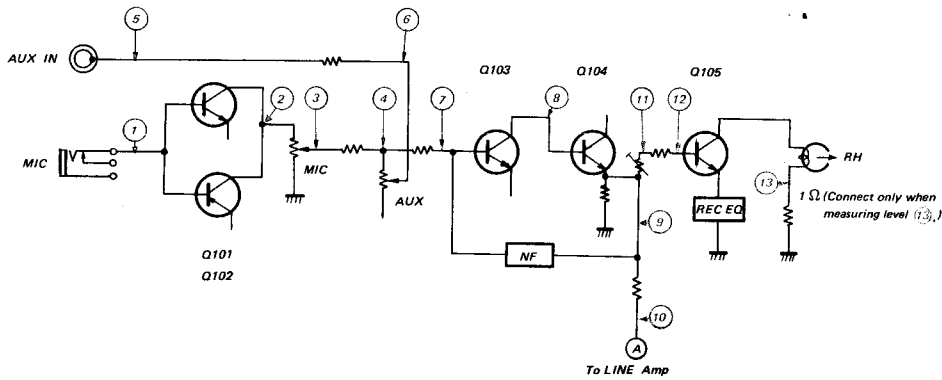 5
6
AUX IN
Q103
Q104
Q105
2
3
4
7
8
11
12
1
MIC
MIC
AUX
RH
13
1 Ω (Connect only when
measuring level (13).)
REC EQ
9
NF
Q101
Q102
10
A
To LINE Amp